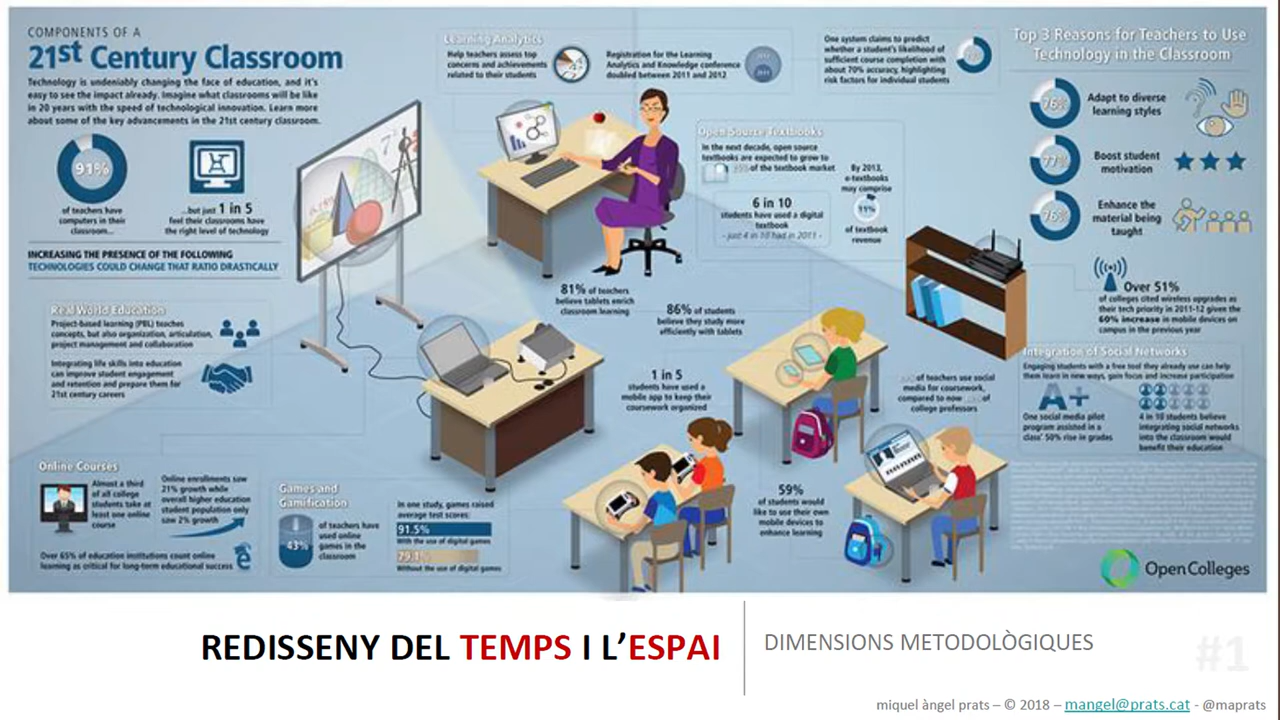 COMPONENTS OF A
21st Century Classroom
Technology is undeniably changing the face of education, and it's
easy to see the impact already. Imagine what classrooms will be like
in 20 years with the speed of technological innovation. Learn more
about some of the key advancements in the 21st century classroom.
91%
of teachers have
computers in their
classroom...
...but just 1 in 5
feel their classrooms have
the right level of technology
INCREASING THE PRESENCE OF THE FOLLOWING
TECHNOLOGIES COULD CHANGE THAT RATIO DRASTICALLY
Real World Education
Project-based learning (PBL) teaches
concepts, but also organization, articulation,
project management and collaboration
Integrating life skills into education
can improve student engagement
and retention and prepare them for
21st century careers
Online Courses
Almost a third
of all college
students take at
least one online
course
Online enrollments saw
21% growth while
overall higher education
student population only
saw 2% growth
Over 65% of education institutions count online
learning as critical for long-term educational success
Games and
Gamification
43%
of teachers have
used online
games in the
classroom
In one study, games raised
average test scores:
91.5%
With the use of digital games
79.1%
Without the use of digital games
Learning Analytics
Help teachers assess top
concerns and achievements
related to their students
Registration for the Learning
Analytics and Knowledge conference
doubled between 2011 and 2012
One system claims to predict
whether a student's likelihood of
sufficient course completion with
about 70% accuracy, highlighting
risk factors for individual students
Open Source Textbooks
In the next decade, open source
textbooks are expected to grow to
of the textbook market
6 in 10
students have used a digital
textbook
- just 4 in 10 had in 2011 -
By 2013,
e-textbooks
may comprise
11%
of textbook
revenue
81% of teachers
believe tablets enrich
classroom learning
86% of students
believe they study more
efficiently with tablets
1 in 5
students have used a
mobile app to keep their
coursework organized
59%
of students would
like to use their own
mobile devices to
enhance learning
of teachers use social
media for coursework,
compared to now of
college professors
Top 3 Reasons for Teachers to Use
Technology in the Classroom
76%
Adapt to diverse
learning styles
77%
Boost student
motivation
76%
Enhance the
material being
taught
Over 51%
of colleges cited wireless upgrades as
their tech priority in 2011-12 given the
60% increase in mobile devices on
campus in the previous year
Integration of Social Networks
Engaging students with a free tool they already use can help
them learn in new ways, gain focus and increase participation
A+
One social media pilot
program assisted in a
class' 50% rise in grades
4 in 10 students believe
integrating social networks
into the classroom would
benefit their education
OpenColleges
REDISSENY DEL TEMPS I L'ESPAI
DIMENSIONS METODOLÒGIQUES
#1
miquel àngel prats – © 2018 – mangel@prats.cat - @maprats